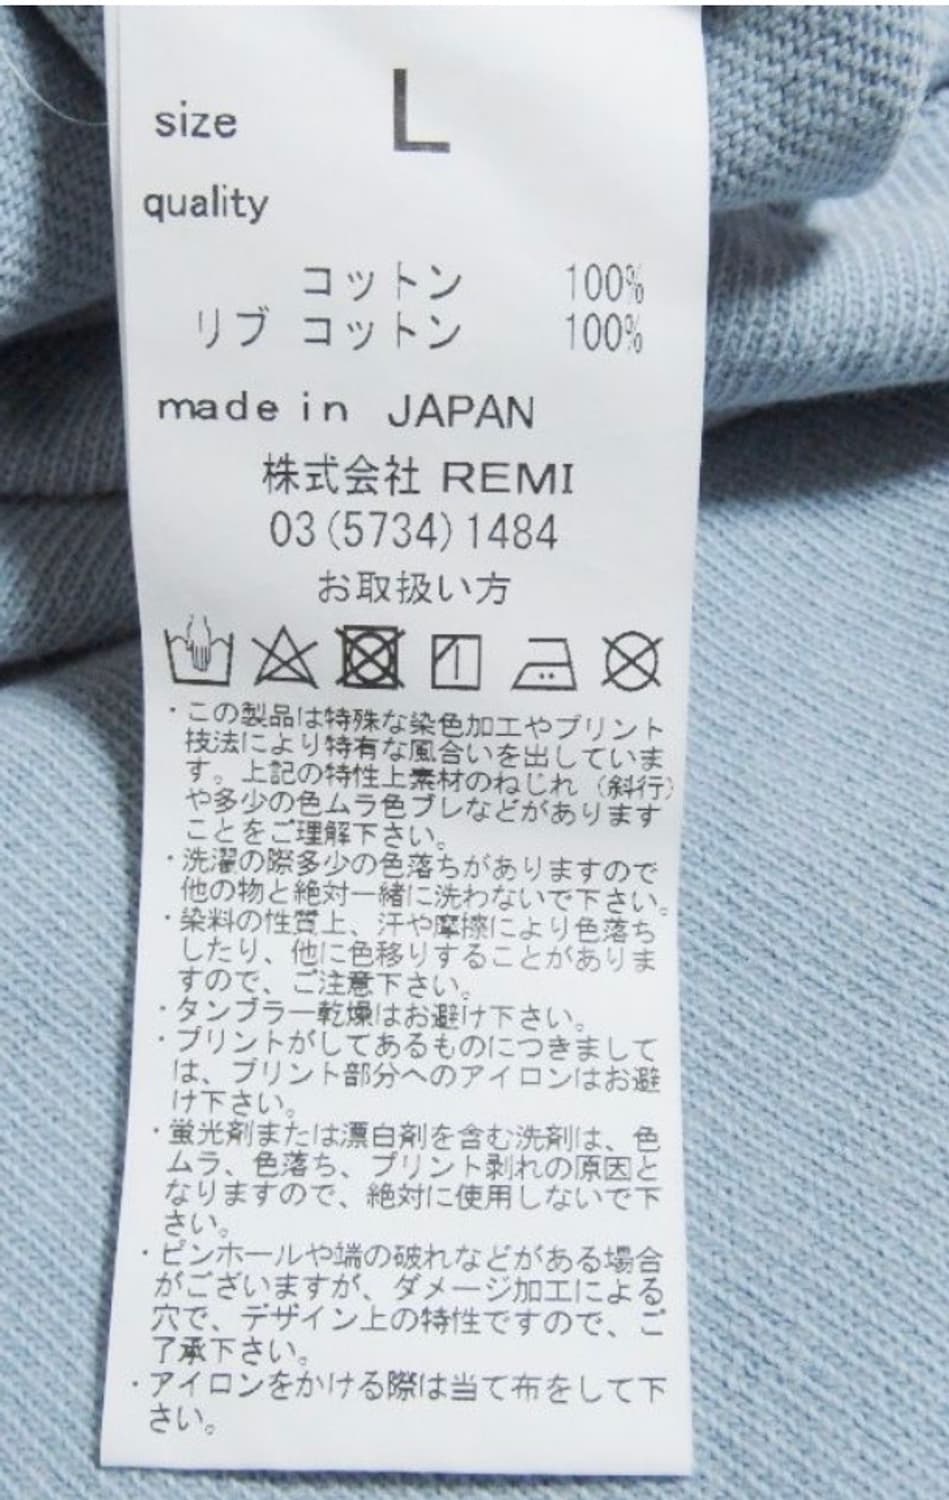 size L
quality
コットン 100%
リブ コットン 100%
made in JAPAN
株式会社 REMI
03(5734)1484
お取扱い方
・この製品は特殊な染色加工やプリント
技法により特有な風合いを出していま
す。上記の特性上素材のねじれ（斜行）
や多少の色ムラ色ブレなどがあります
ことをご理解下さい。
・洗濯の際多少の色落ちがありますので
他の物と絶対一緒に洗わないで下さい。
・染料の性質上、汗や摩擦により色落ち
したり、他に色移りすることがありま
すので、ご注意下さい。
・タンブラー乾燥はお避け下さい。
・プリントがしてあるものにつきまして
は、プリント部分へのアイロンはお避
け下さい。
・蛍光剤または漂白剤を含む洗剤は、色
ムラ、色落ち、プリント剥れの原因と
なりますので、絶対に使用しないで下
さい。
・ピンホールや端の破れなどがある場合
がございますが、ダメージ加工による
穴で、デザイン上の特性ですので、ご
了承下さい。
・アイロンをかける際は当て布をして下
さい。